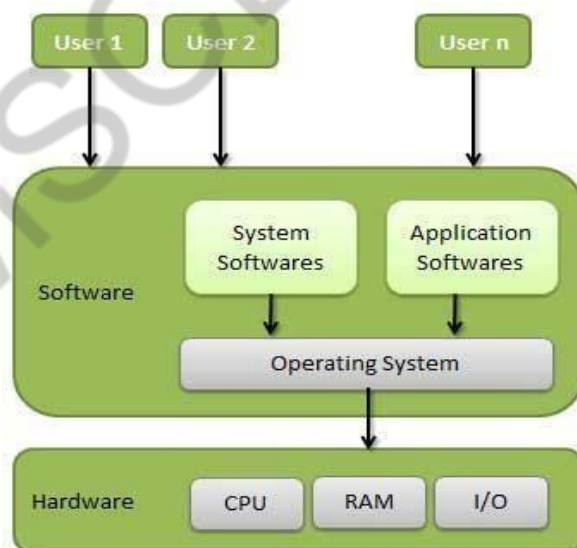 User 1
User 2
User n
System
Softwares
Application
Softwares
Software
Operating System
Hardware
CPU
RAM
I/O